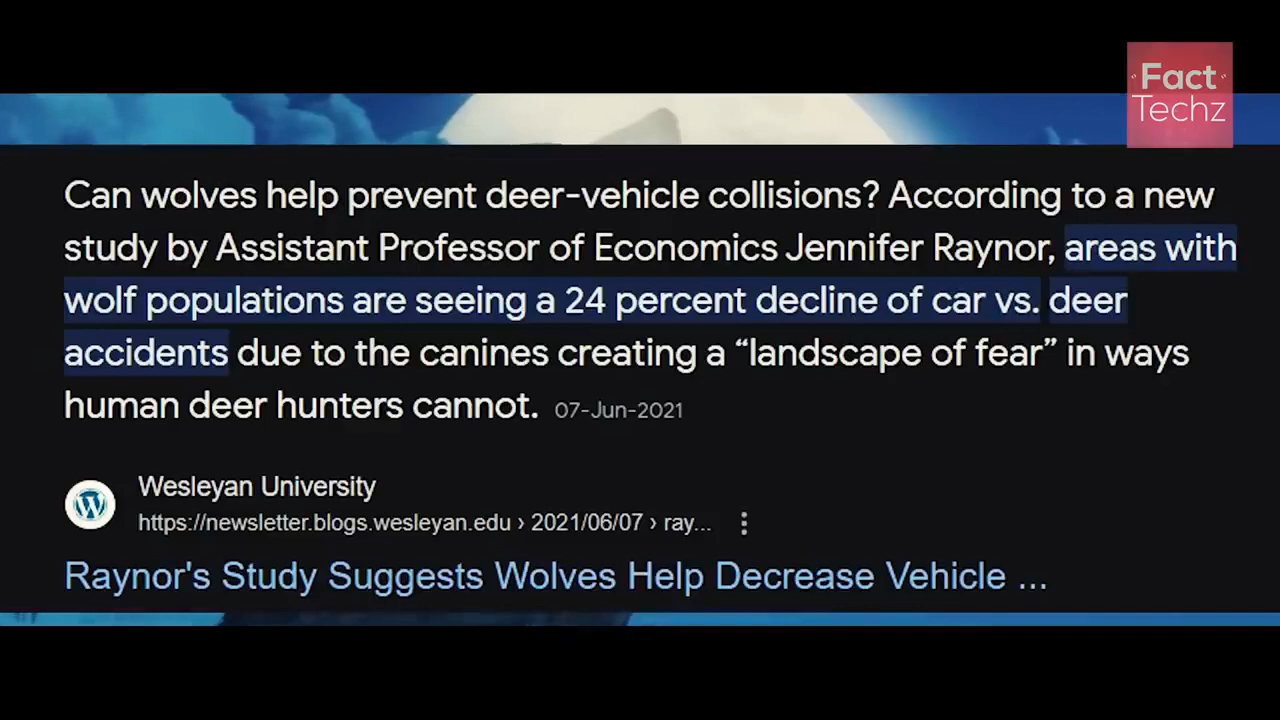 Fact
Techz
Can wolves help prevent deer-vehicle collisions? According to a new
study by Assistant Professor of Economics Jennifer Raynor, areas with
wolf populations are seeing a 24 percent decline of car vs. deer
accidents due to the canines creating a “landscape of fear” in ways
human deer hunters cannot. 07-Jun-2021
Wesleyan University
https://newsletter.blogs.wesleyan.edu › 2021/06/07 › ray...
Raynor's Study Suggests Wolves Help Decrease Vehicle ...